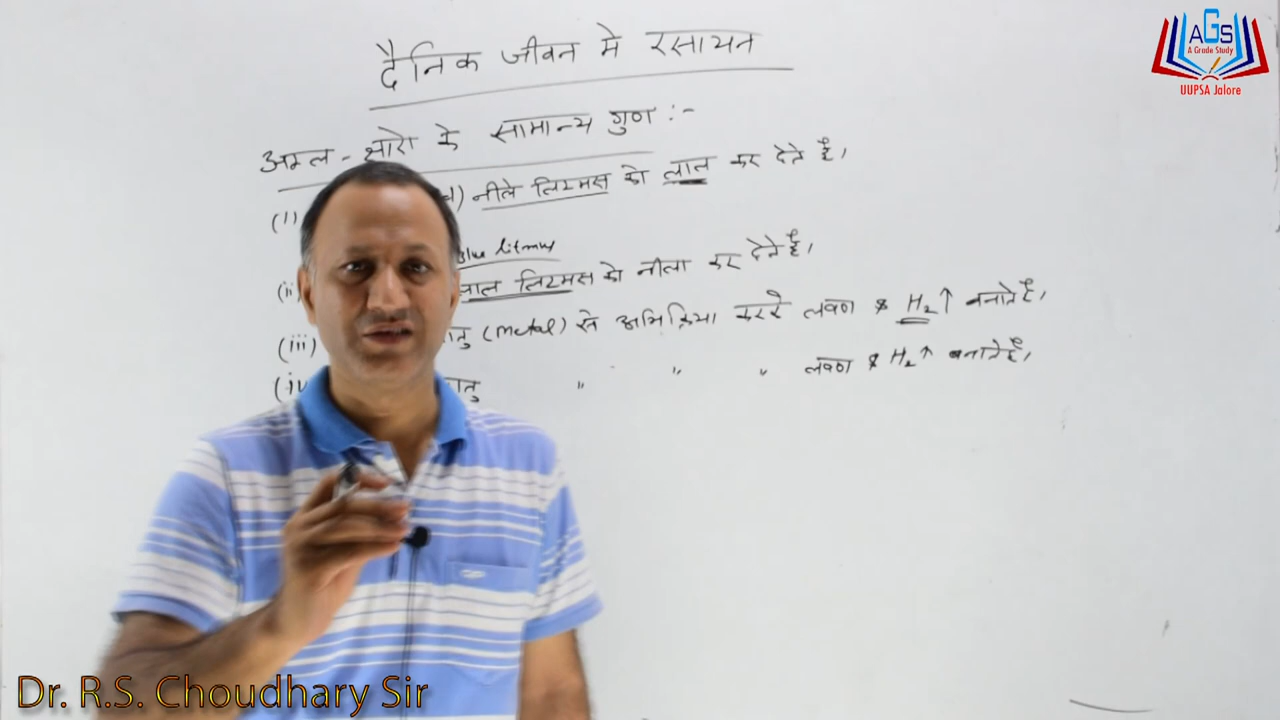 दैनिक जीवन मे रसायन
अम्ल - क्षारो के सामान्य गुण :-
(i) नीले लिटमस को लाल कर देते है।
Blue litmus
(ii) लाल लिटमस को नीला कर देते है।
(iii) (metal) से अभिक्रिया करके लवण & H₂↑ बनाते है।
(iv " " " लवण & H₂↑ बनाते है।
AGS
A Grade Study
UUPSA Jalore
Dr. R.S. Choudhary Sir